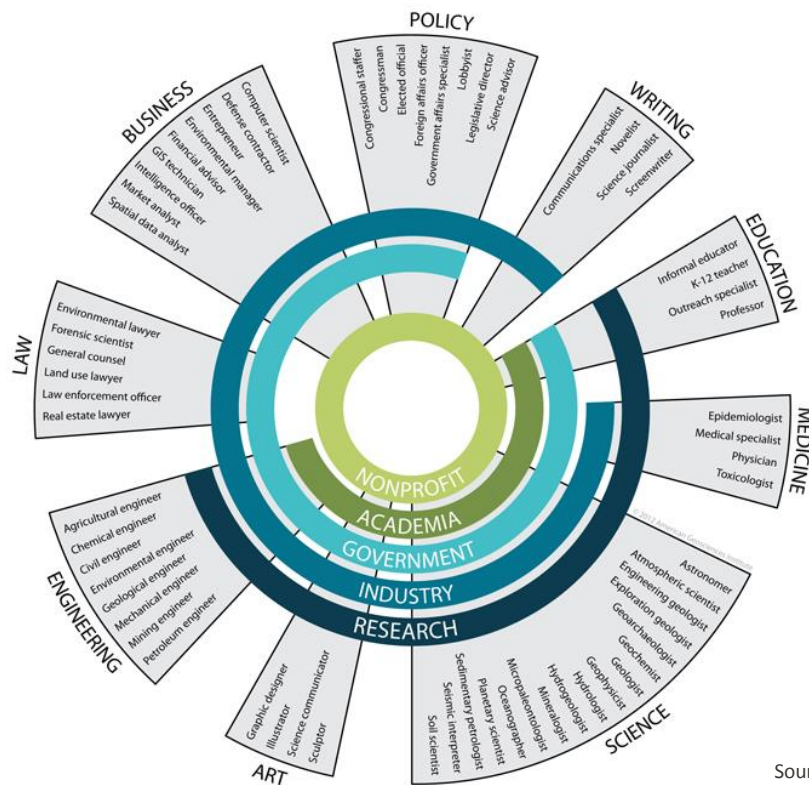 POLICY
Congressional staffer
Congressman
Elected official
Foreign affairs officer
Government affairs specialist
Lobbyist
Legislative director
Science advisor
WRITING
Communications specialist
Novelist
Science journalist
Screenwriter
EDUCATION
Informal educator
K-12 teacher
Outreach specialist
Professor
MEDICINE
Epidemiologist
Medical specialist
Physician
Toxicologist
© 2012 American Geosciences Institute
SCIENCE
Astronomer
Atmospheric scientist
Engineering geologist
Exploration geologist
Geoarchaeologist
Geochemist
Geologist
Geophysicist
Hydrologist
Hydrogeologist
Mineralogist
Micropaleontologist
Oceanographer
Planetary scientist
Sedimentary petrologist
Seismic interpreter
Soil scientist
ART
Graphic designer
Illustrator
Science communicator
Sculptor
ENGINEERING
Agricultural engineer
Chemical engineer
Civil engineer
Environmental engineer
Geological engineer
Mechanical engineer
Mining engineer
Petroleum engineer
LAW
Environmental lawyer
Forensic scientist
General counsel
Land use lawyer
Law enforcement officer
Real estate lawyer
BUSINESS
Computer scientist
Defense contractor
Entrepreneur
Environmental manager
Financial advisor
GIS technician
Intelligence officer
Market analyst
Spatial data analyst
NONPROFIT
ACADEMIA
GOVERNMENT
INDUSTRY
RESEARCH
Sour